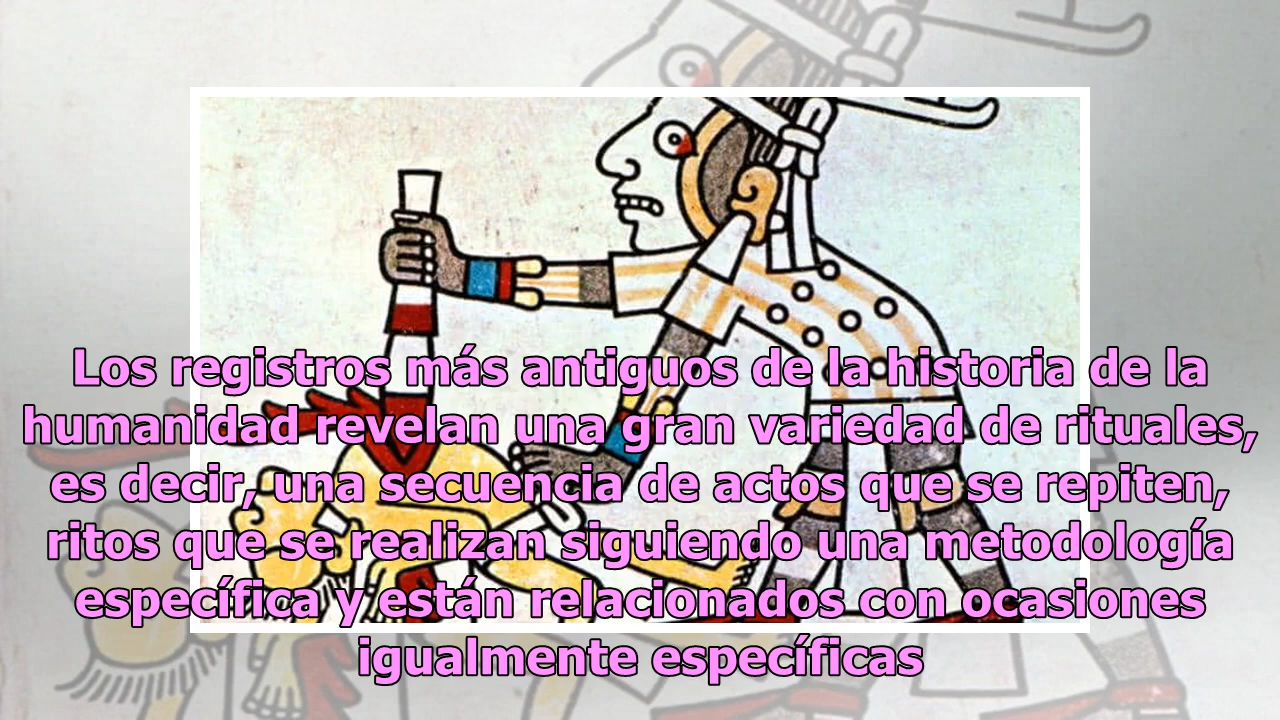 Los registros más antiguos de la historia de la
humanidad revelan una gran variedad de rituales,
es decir, una secuencia de actos que se repiten,
ritos que se realizan siguiendo una metodología
específica y están relacionados con ocasiones
igualmente específicas